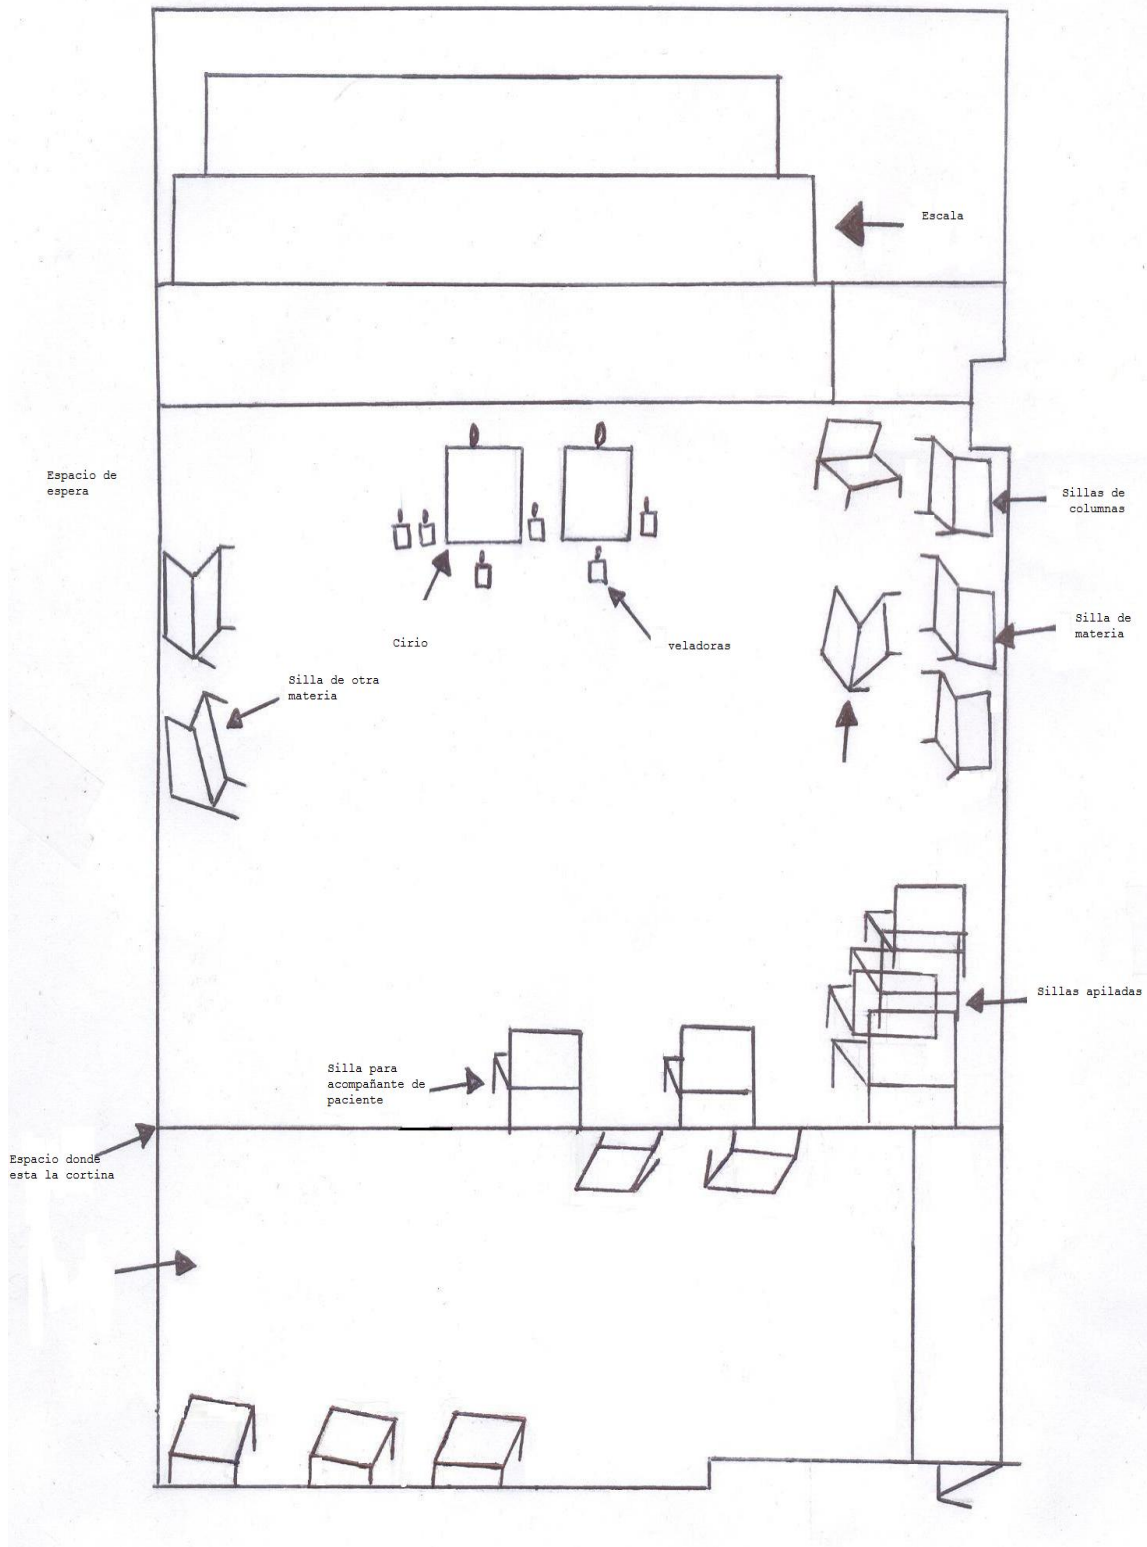 Escala
Espacio de
espera
Sillas de
columnas
Silla de
materia
Cirio
veladoras
Silla de otra
materia
Sillas apiladas
Silla para
acompañante de
paciente
Espacio donde
esta la cortina